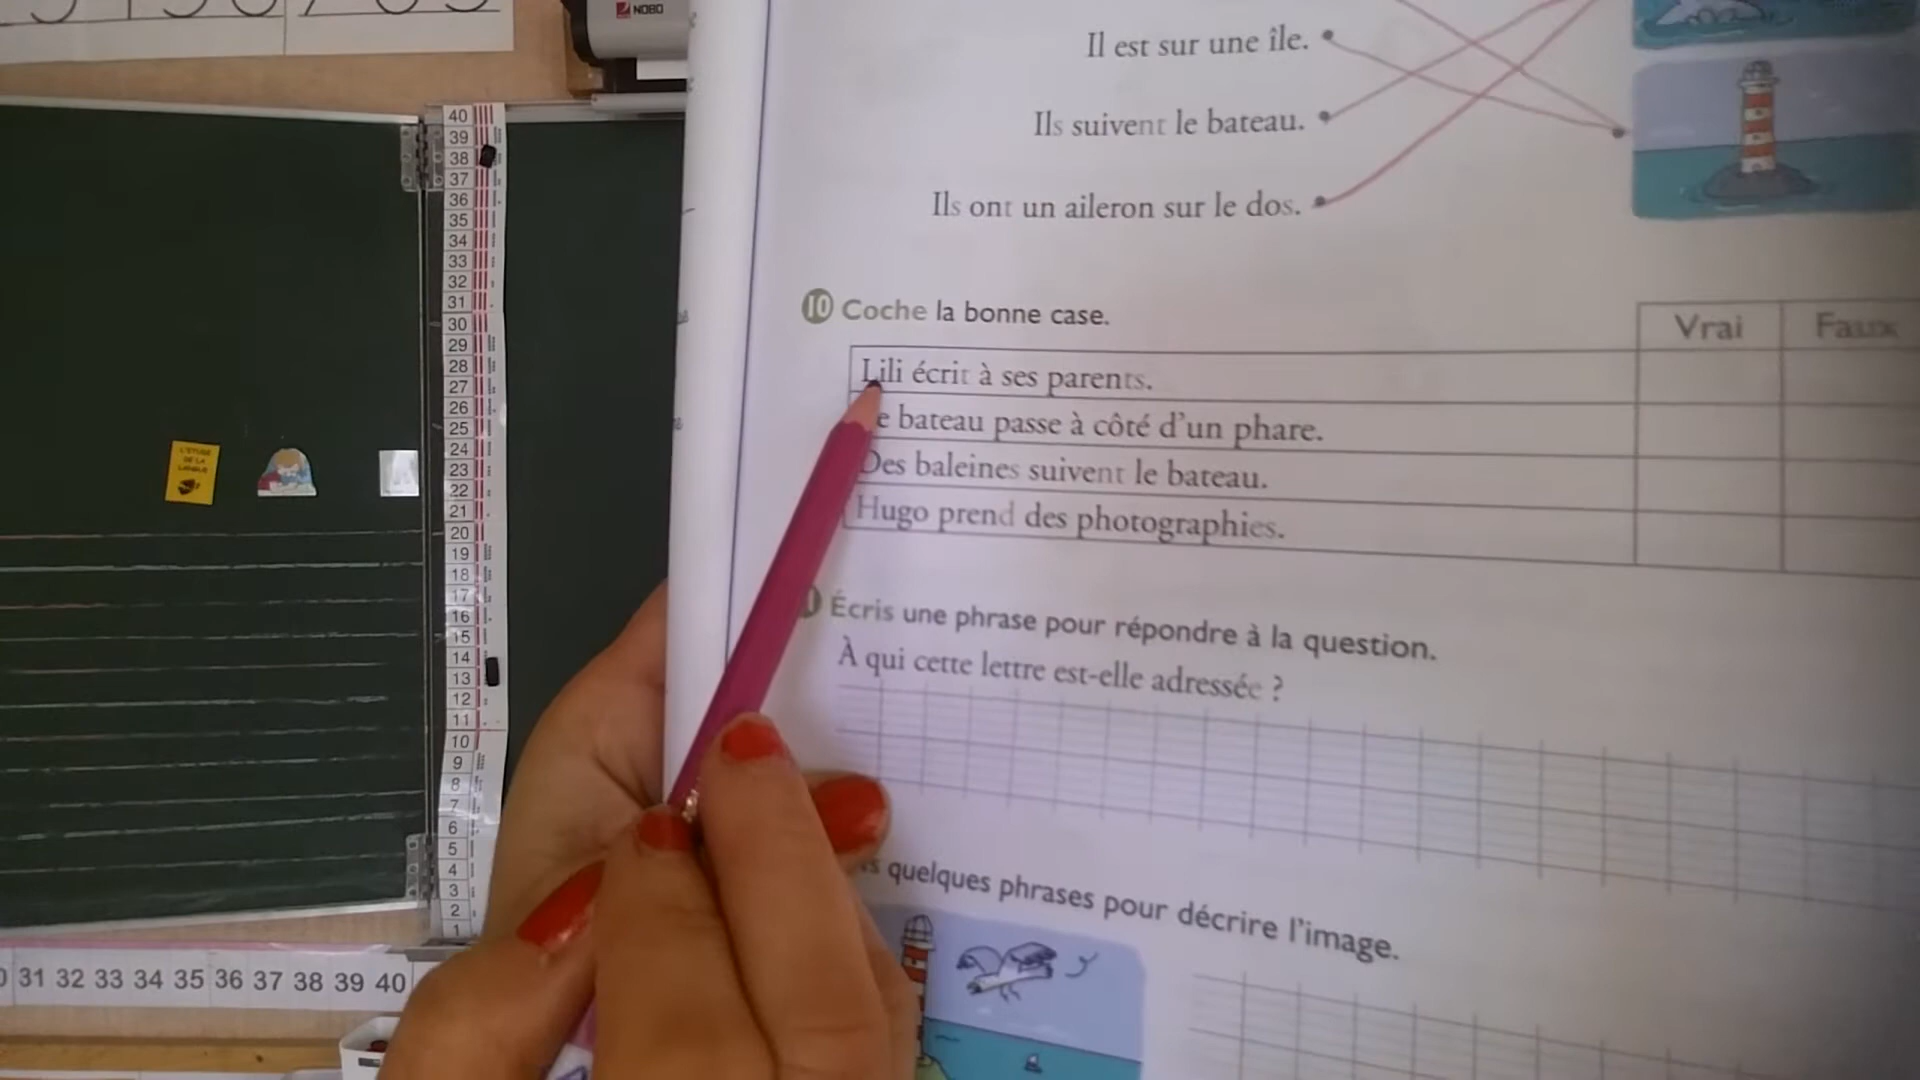 NOBO
Il est sur une île.
Ils suivent le bateau.
Ils ont un aileron sur le dos.
10 Coche la bonne case.
Vrai Faux
Lili écrit à ses parents.
e bateau passe à côté d'un phare.
Des baleines suivent le bateau.
Hugo prend des photographies.
Écris une phrase pour répondre à la question.
À qui cette lettre est-elle adressée ?
quelques phrases pour décrire l'image.
L'ÉTUDE
DE LA
LANGUE
40
39
38
37
36
35
34
33
32
31
30
29
28
27
26
25
24
23
22
21
20
19
18
17
16
15
14
13
12
11
10
9
8
7
6
5
4
3
2
1
31 32 33 34 35 36 37 38 39 40